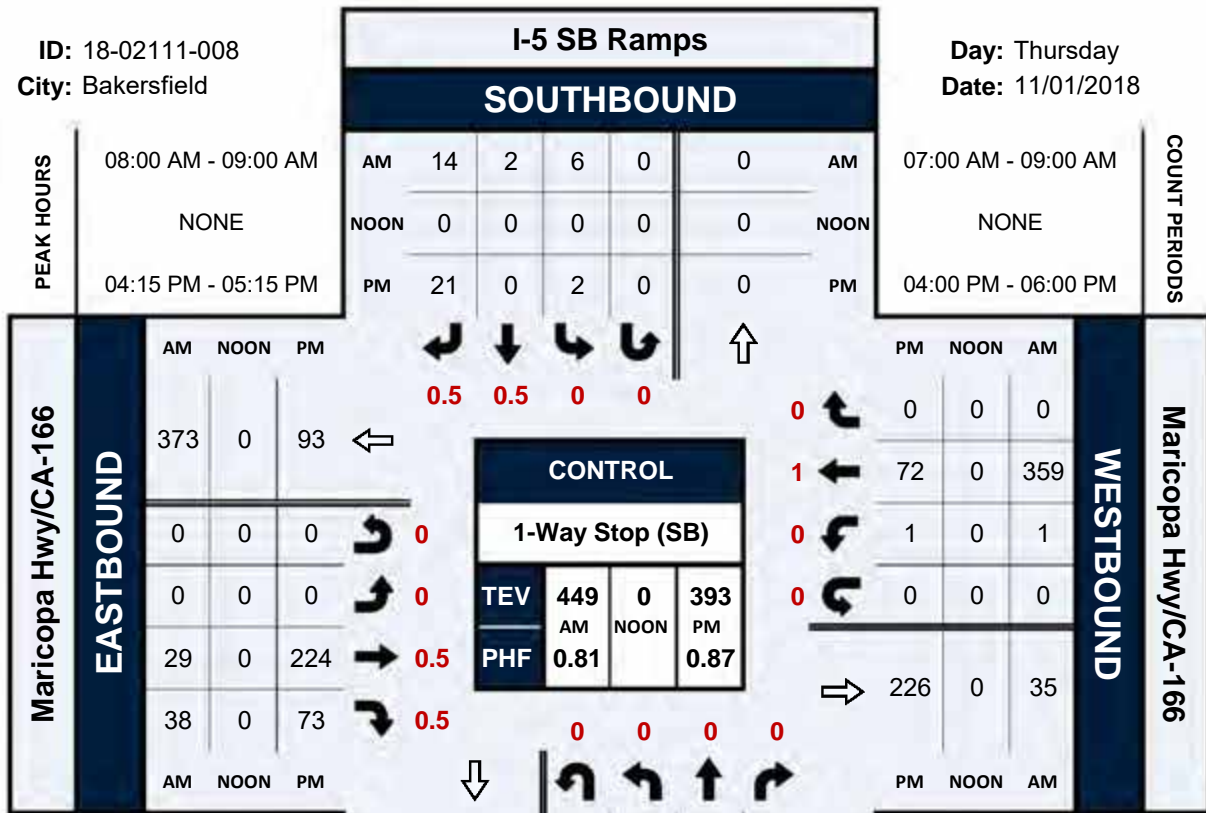 I-5 SB Ramps
ID: 18-02111-008
City: Bakersfield
Day: Thursday
Date: 11/01/2018
SOUTHBOUND
PEAK HOURS
08:00 AM - 09:00 AM
NONE
04:15 PM - 05:15 PM
AM 14 2 6 0 0 AM
NOON 0 0 0 0 0 NOON
PM 21 0 2 0 0 PM
07:00 AM - 09:00 AM
NONE
04:00 PM - 06:00 PM
COUNT PERIODS
0.5 0.5 0 0
Maricopa Hwy/CA-166
EASTBOUND
AM NOON PM
373 0 93
0 0 0 0
0 0 0 0
29 0 224 0.5
38 0 73 0.5
AM NOON PM
CONTROL
1-Way Stop (SB)
TEV 449 0 393
AM NOON PM
PHF 0.81 0.87
PM NOON AM
0 0 0 0
1 72 0 359
0 1 0 1
0 0 0 0
226 0 35
PM NOON AM
WESTBOUND
Maricopa Hwy/CA-166
0 0 0 0